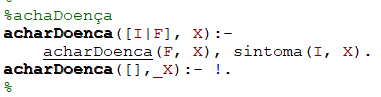 %achaDoença
acharDoenca([I|F], X):-
    acharDoenca(F, X), sintoma(I, X).
acharDoenca([],_X):- !.
%